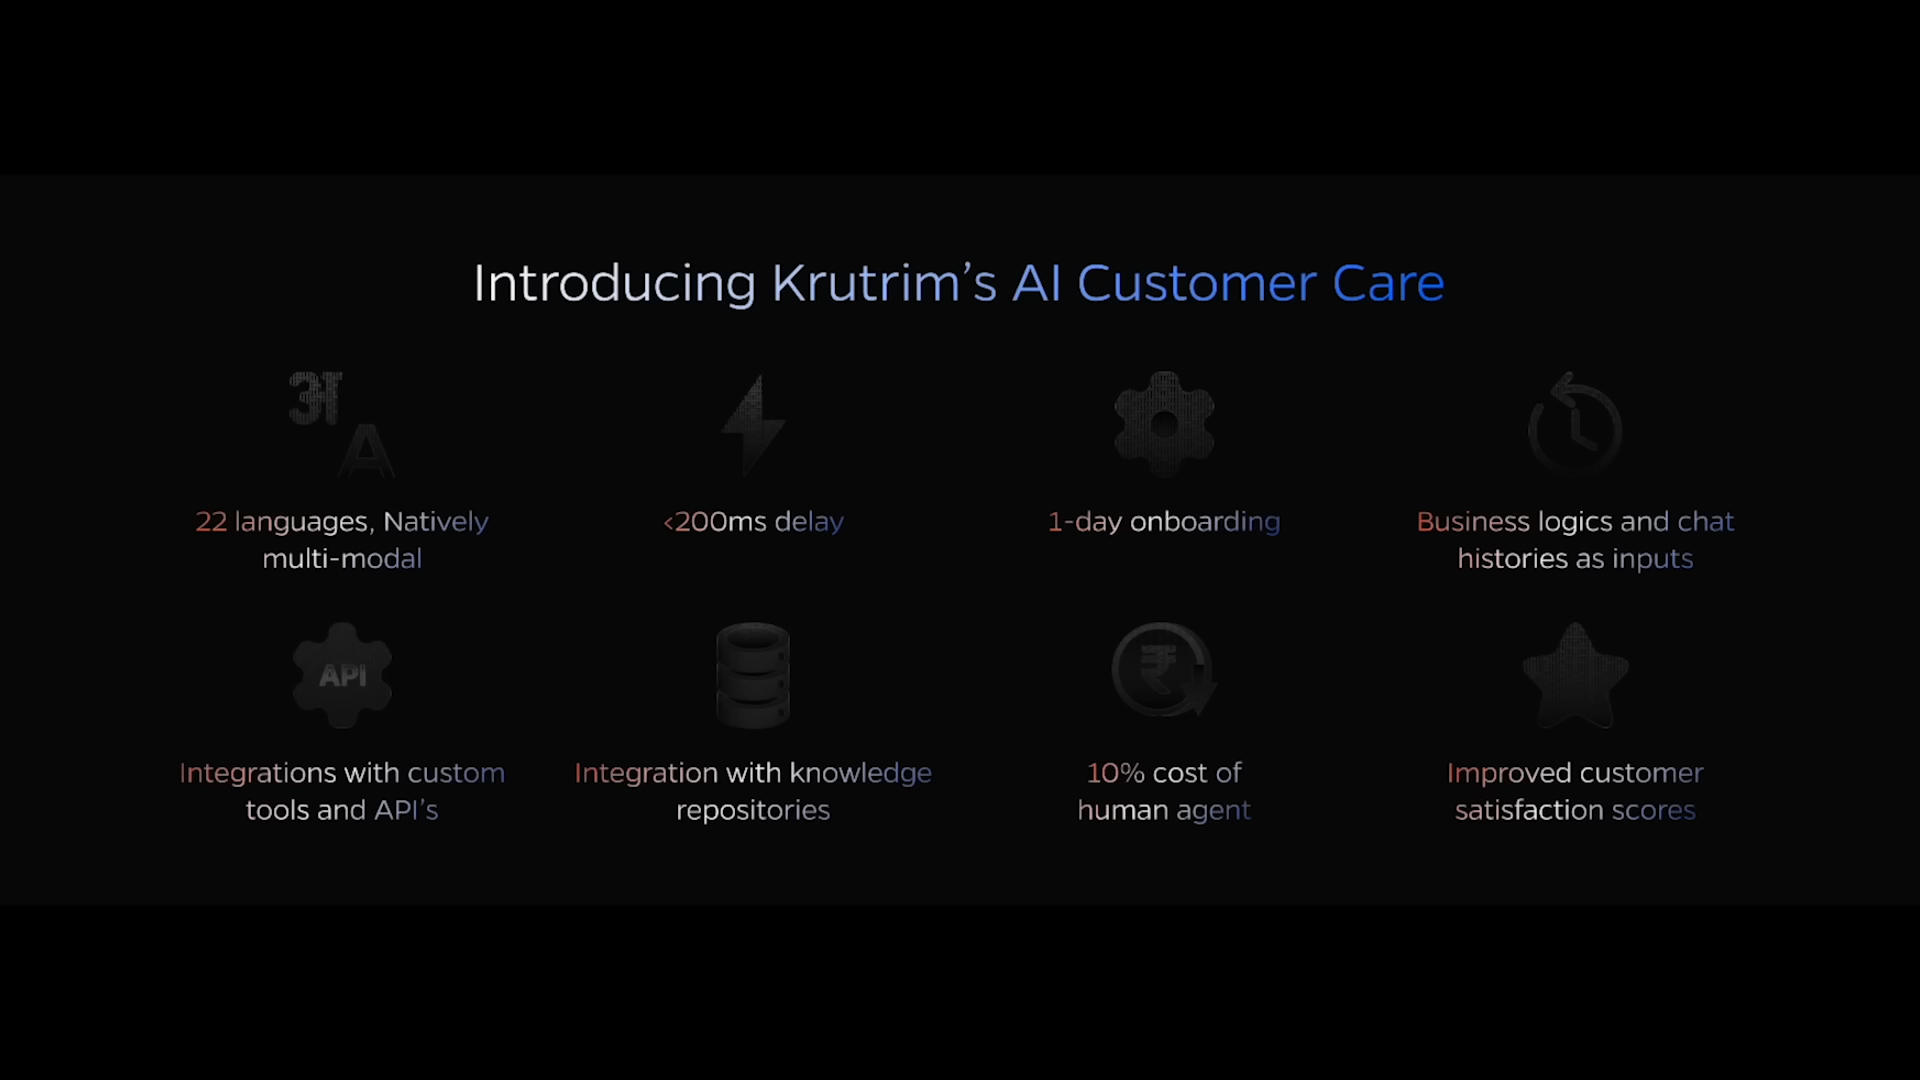 Introducing Krutrim's AI Customer Care
अ
A
22 languages, Natively
multi-modal
<200ms delay
1-day onboarding
Business logics and chat
histories as inputs
API
Integrations with custom
tools and API's
Integration with knowledge
repositories
₹
10% cost of
human agent
Improved customer
satisfaction scores